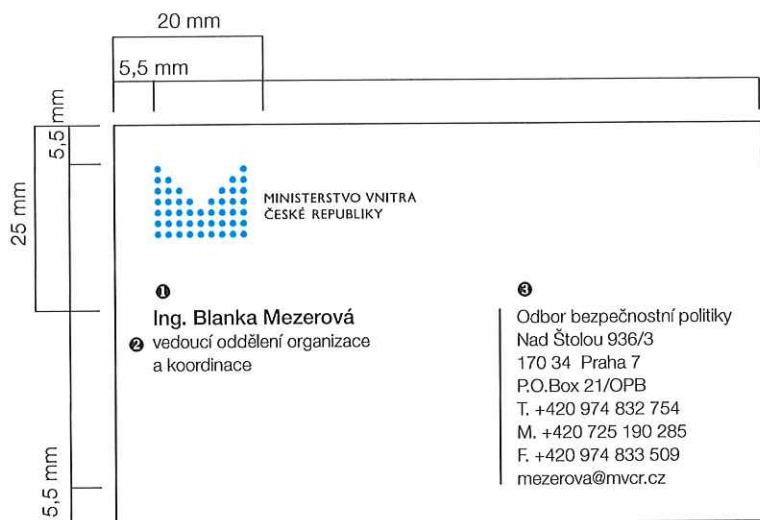 20 mm
5,5 mm
5,5 mm
25 mm
MINISTERSTVO VNITRA
ČESKÉ REPUBLIKY
❶
Ing. Blanka Mezerová
❷ vedoucí oddělení organizace
a koordinace
❸
Odbor bezpečnostní politiky
Nad Štolou 936/3
170 34 Praha 7
P.O.Box 21/OPB
T. +420 974 832 754
M. +420 725 190 285
F. +420 974 833 509
mezerova@mvcr.cz
5,5 mm